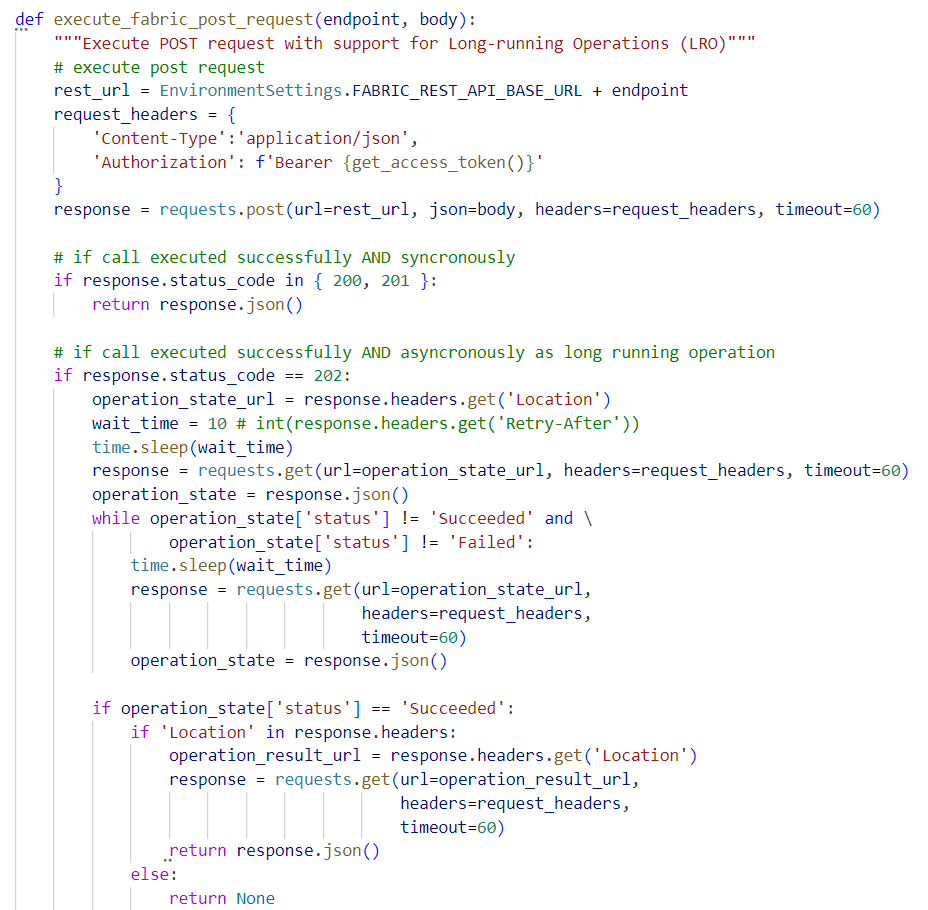 def execute_fabric_post_request(endpoint, body):
    """Execute POST request with support for Long-running Operations (LRO)"""
    # execute post request
    rest_url = EnvironmentSettings.FABRIC_REST_API_BASE_URL + endpoint
    request_headers = {
        'Content-Type':'application/json',
        'Authorization': f'Bearer {get_access_token()}'
    }
    response = requests.post(url=rest_url, json=body, headers=request_headers, timeout=60)

    # if call executed successfully AND syncronously
    if response.status_code in { 200, 201 }:
        return response.json()

    # if call executed successfully AND asyncronously as long running operation
    if response.status_code == 202:
        operation_state_url = response.headers.get('Location')
        wait_time = 10 # int(response.headers.get('Retry-After'))
        time.sleep(wait_time)
        response = requests.get(url=operation_state_url, headers=request_headers, timeout=60)
        operation_state = response.json()
        while operation_state['status'] != 'Succeeded' and \
                operation_state['status'] != 'Failed':
            time.sleep(wait_time)
            response = requests.get(url=operation_state_url,
                                    headers=request_headers,
                                    timeout=60)
            operation_state = response.json()

        if operation_state['status'] == 'Succeeded':
            if 'Location' in response.headers:
                operation_result_url = response.headers.get('Location')
                response = requests.get(url=operation_result_url,
                                        headers=request_headers,
                                        timeout=60)
                return response.json()
            else:
                return None